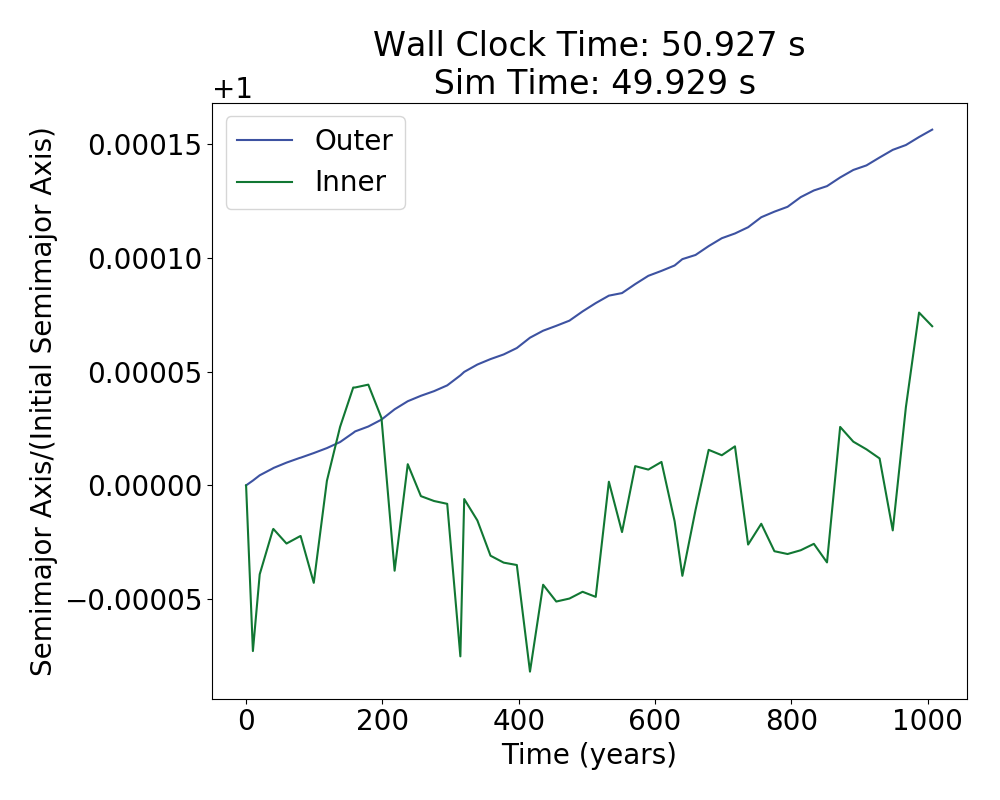 Wall Clock Time: 50.927 s
Sim Time: 49.929 s
+1
Outer
Inner
0.00015
0.00010
0.00005
0.00000
−0.00005
Semimajor Axis/(Initial Semimajor Axis)
0 200 400 600 800 1000
Time (years)